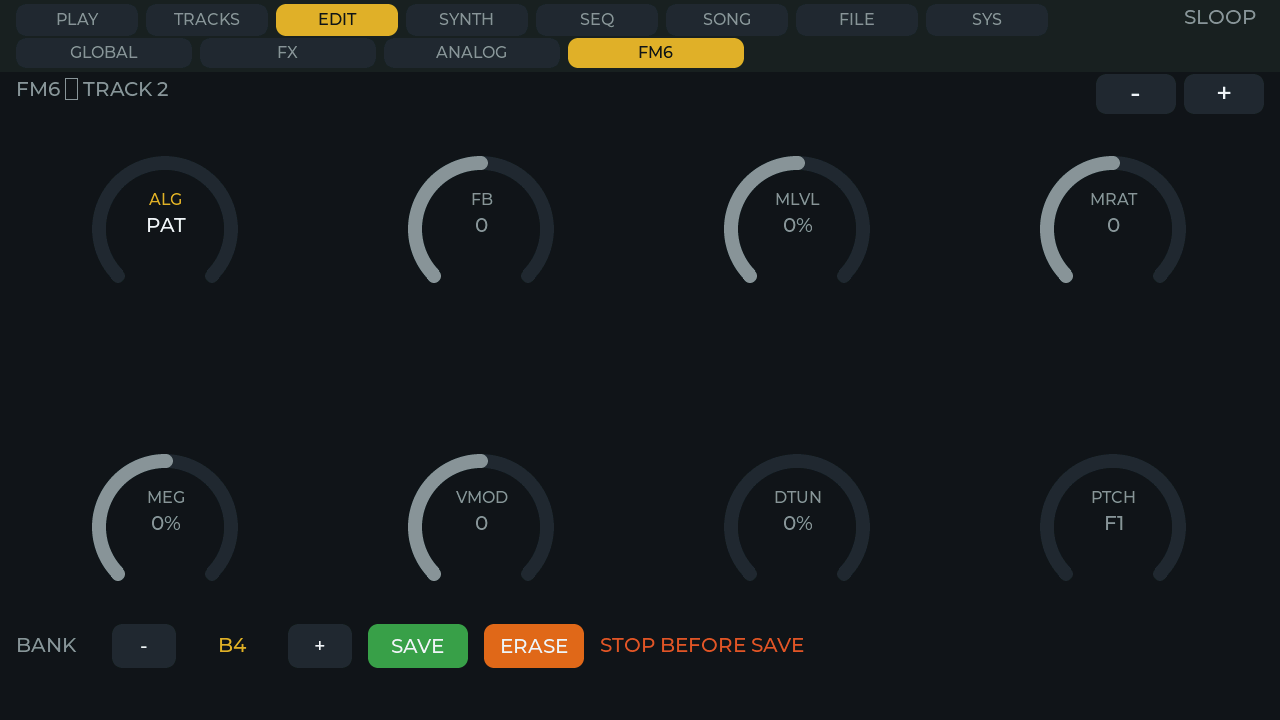 PLAY TRACKS EDIT SYNTH SEQ SONG FILE SYS SLOOP
GLOBAL FX ANALOG FM6
FM6 TRACK 2 - +
ALG FB MLVL MRAT
PAT 0 0% 0
MEG VMOD DTUN PTCH
0% 0 0% F1
BANK - B4 + SAVE ERASE STOP BEFORE SAVE